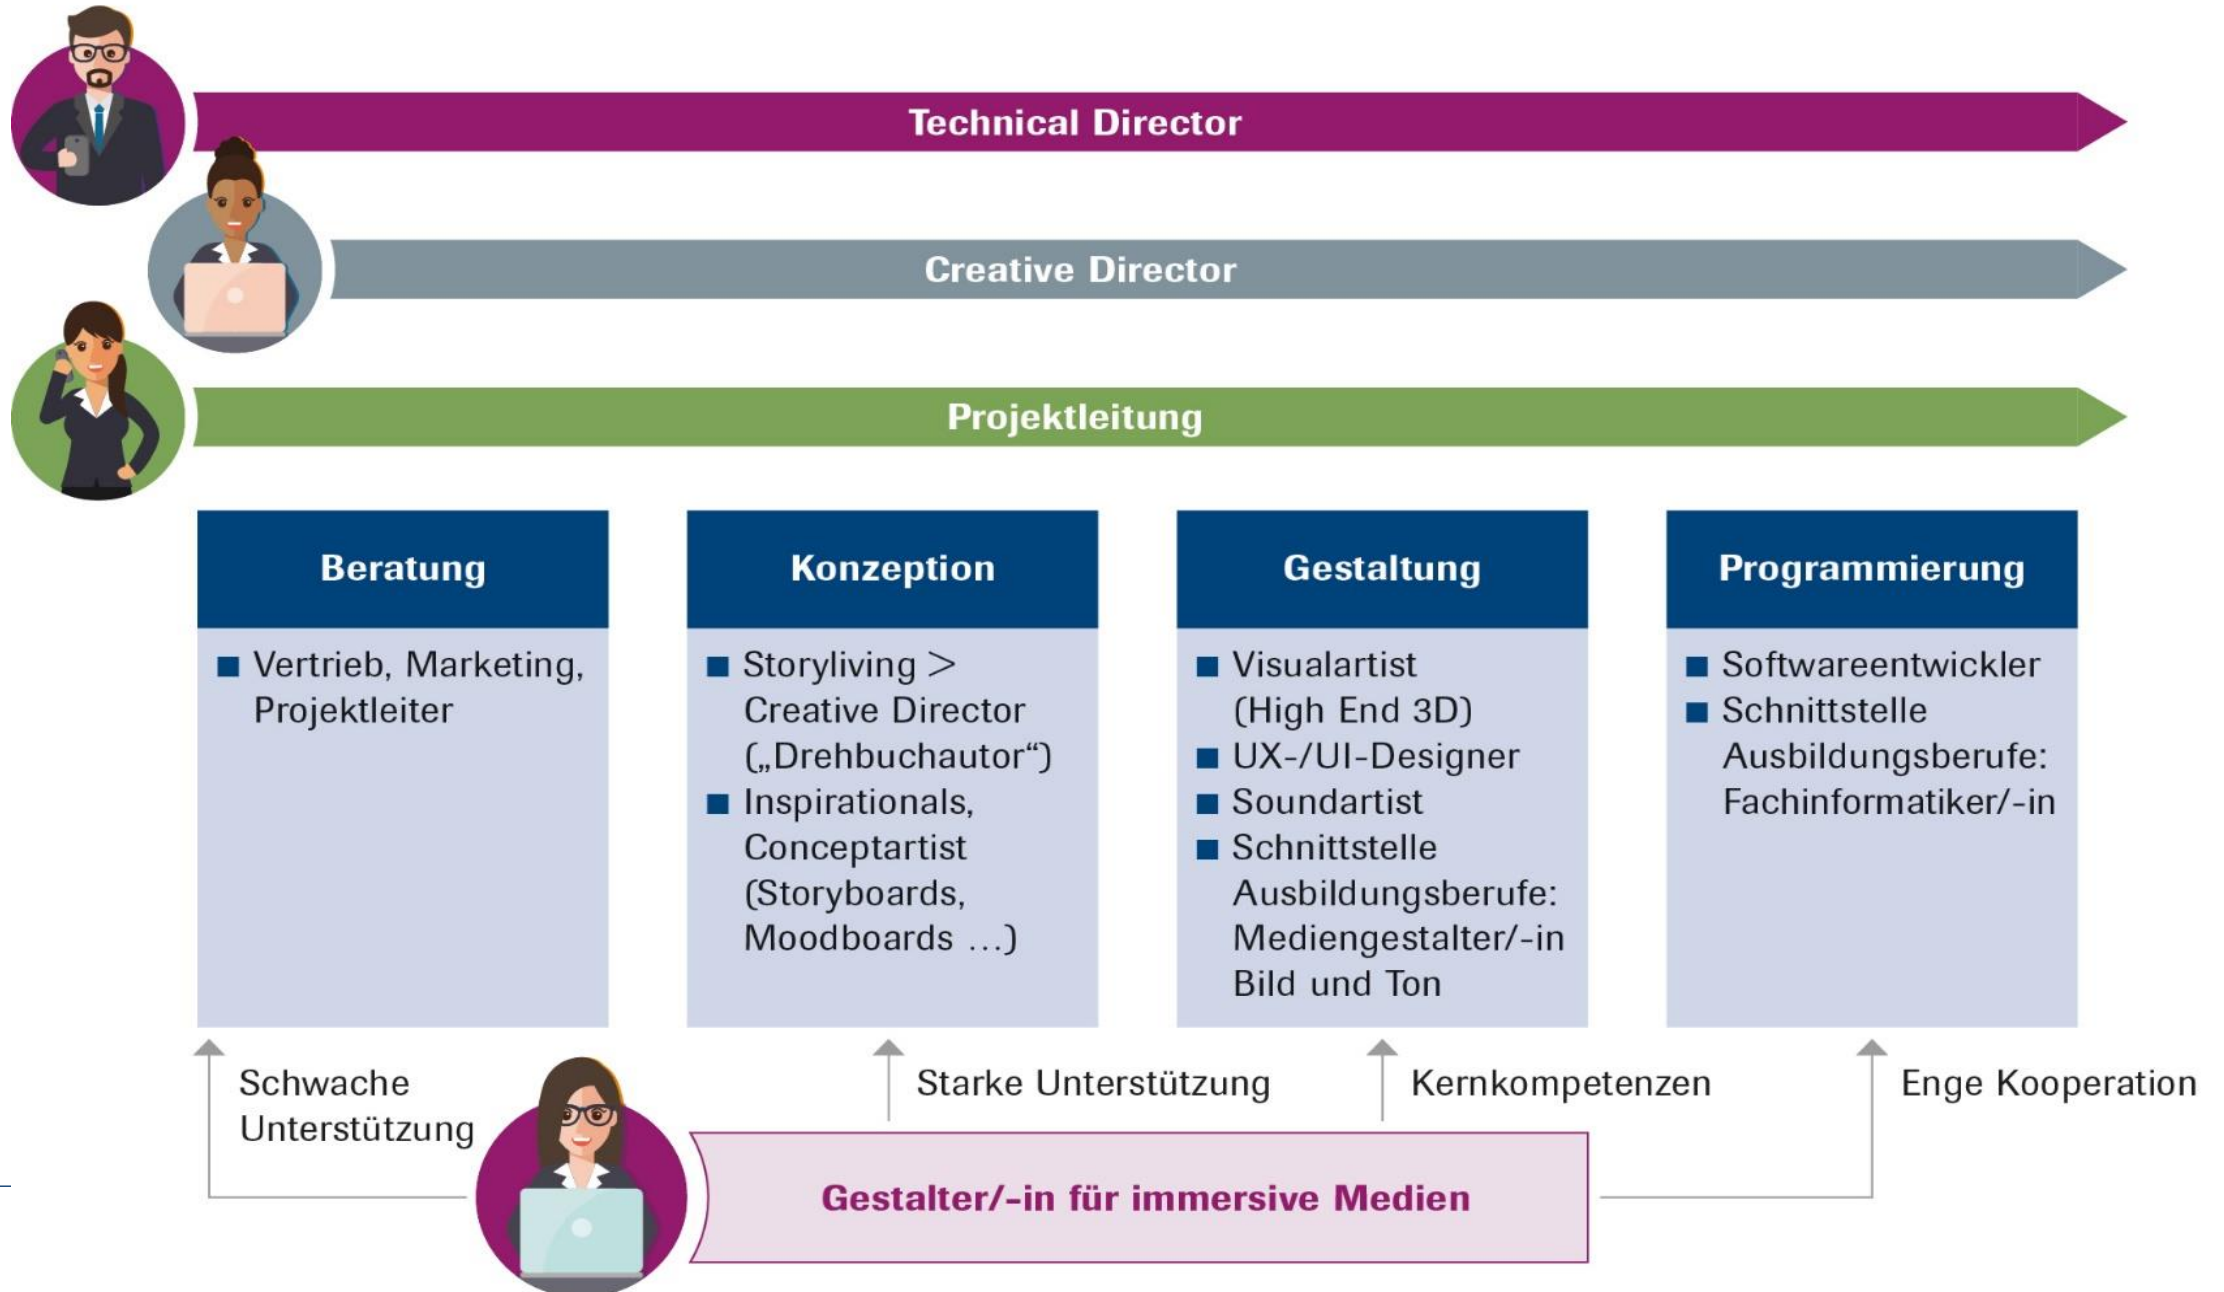 Technical Director
Creative Director
Projektleitung
Beratung
Vertrieb, Marketing,
Projektleiter
Konzeption
Storyliving >
Creative Director
(„Drehbuchautor“)
Inspirationals,
Conceptartist
(Storyboards,
Moodboards …)
Gestaltung
Visualartist
(High End 3D)
UX-/UI-Designer
Soundartist
Schnittstelle
Ausbildungsberufe:
Mediengestalter/-in
Bild und Ton
Programmierung
Softwareentwickler
Schnittstelle
Ausbildungsberufe:
Fachinformatiker/-in
Schwache
Unterstützung
Starke Unterstützung
Kernkompetenzen
Enge Kooperation
Gestalter/-in für immersive Medien